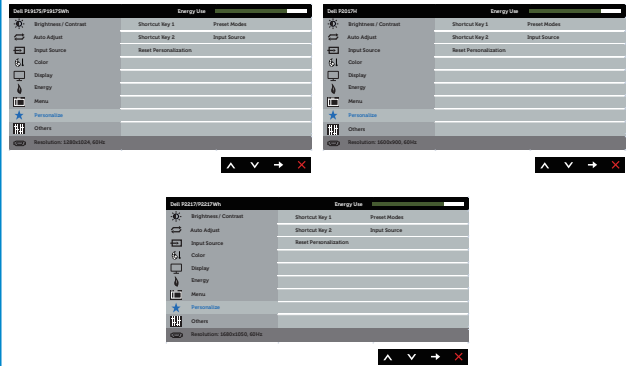 Dell P1917S/P1917SWh Energy Use
Brightness / Contrast Shortcut Key 1 Preset Modes
Auto Adjust Shortcut Key 2 Input Source
Input Source Reset Personalization
Color
Display
Energy
Menu
Personalize
Others
Resolution: 1280x1024, 60Hz
Dell P2017H Energy Use
Brightness / Contrast Shortcut Key 1 Preset Modes
Auto Adjust Shortcut Key 2 Input Source
Input Source Reset Personalization
Color
Display
Energy
Menu
Personalize
Others
Resolution: 1600x900, 60Hz
Dell P2217/P2217Wh Energy Use
Brightness / Contrast Shortcut Key 1 Preset Modes
Auto Adjust Shortcut Key 2 Input Source
Input Source Reset Personalization
Color
Display
Energy
Menu
Personalize
Others
Resolution: 1680x1050, 60Hz